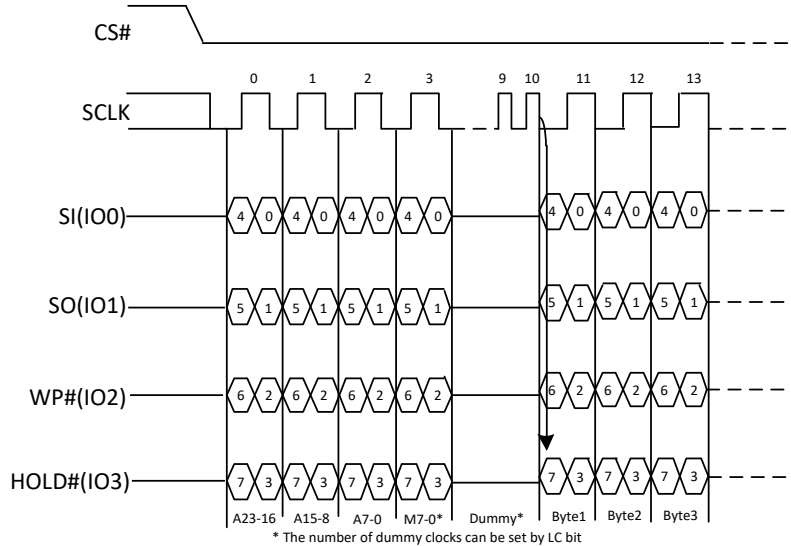 CS#
0 1 2 3 9 10 11 12 13
SCLK
SI(IO0) 4 0 4 0 4 0 4 0 4 0 4 0 4 0
SO(IO1) 5 1 5 1 5 1 5 1 5 1 5 1 5 1
WP#(IO2) 6 2 6 2 6 2 6 2 6 2 6 2 6 2
HOLD#(IO3) 7 3 7 3 7 3 7 3 7 3 7 3 7 3
A23-16 A15-8 A7-0 M7-0* Dummy* Byte1 Byte2 Byte3
* The number of dummy clocks can be set by LC bit